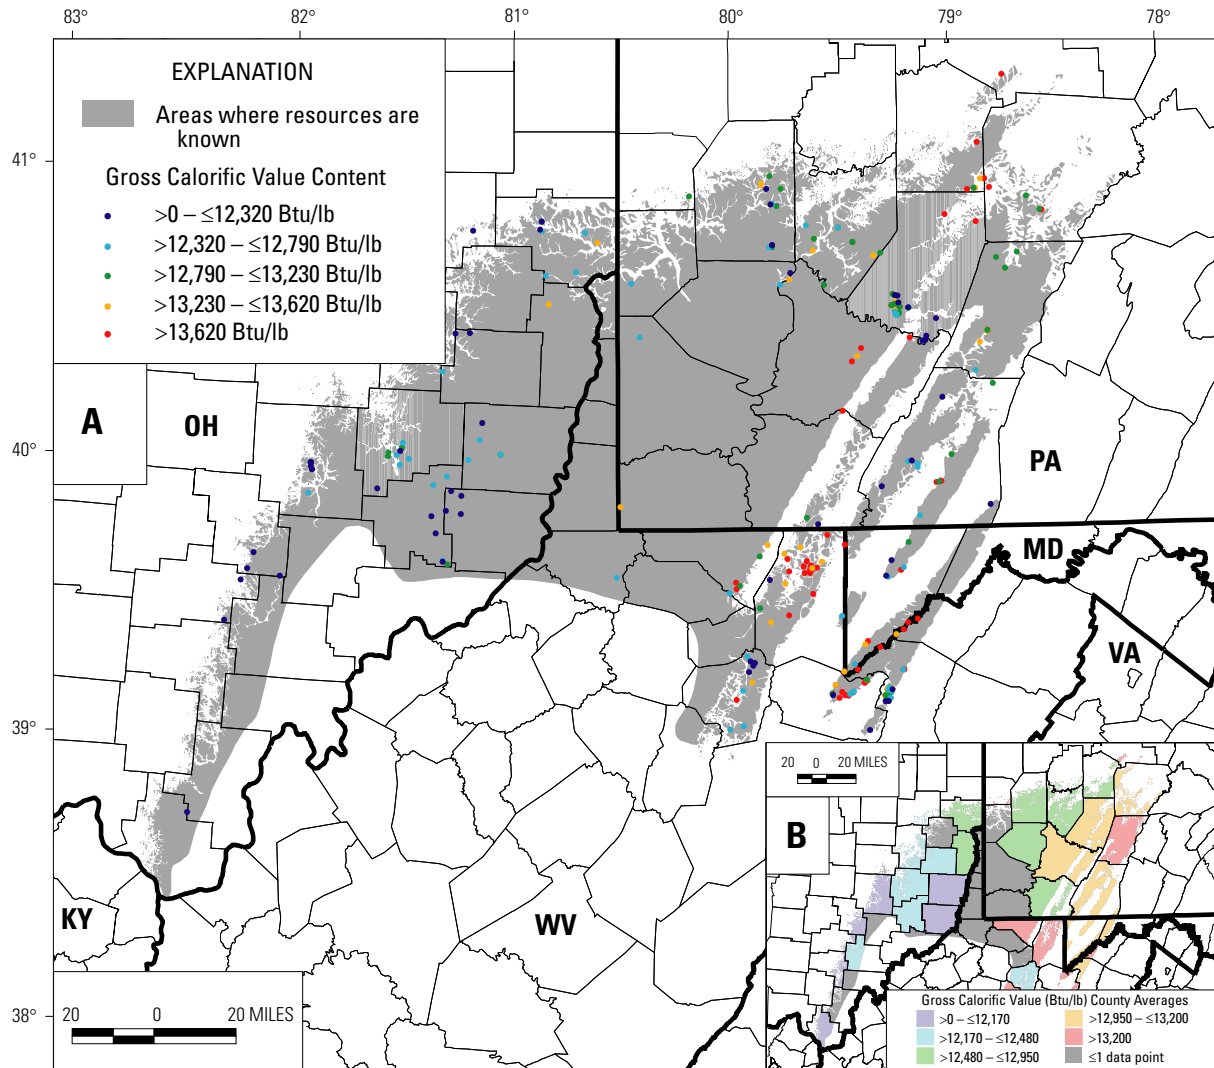 83° 82° 81° 80° 79° 78°
EXPLANATION
Areas where resources are
known
Gross Calorific Value Content
>0 – ≤12,320 Btu/lb
>12,320 – ≤12,790 Btu/lb
>12,790 – ≤13,230 Btu/lb
>13,230 – ≤13,620 Btu/lb
>13,620 Btu/lb
41°
A
OH
40°
PA
MD
VA
39°
KY
WV
38°
20 0 20 MILES
20 0 20 MILES
B
Gross Calorific Value (Btu/lb) County Averages
>0 – ≤12,170
>12,170 – ≤12,480
>12,480 – ≤12,950
>12,950 – ≤13,200
>13,200
≤1 data point